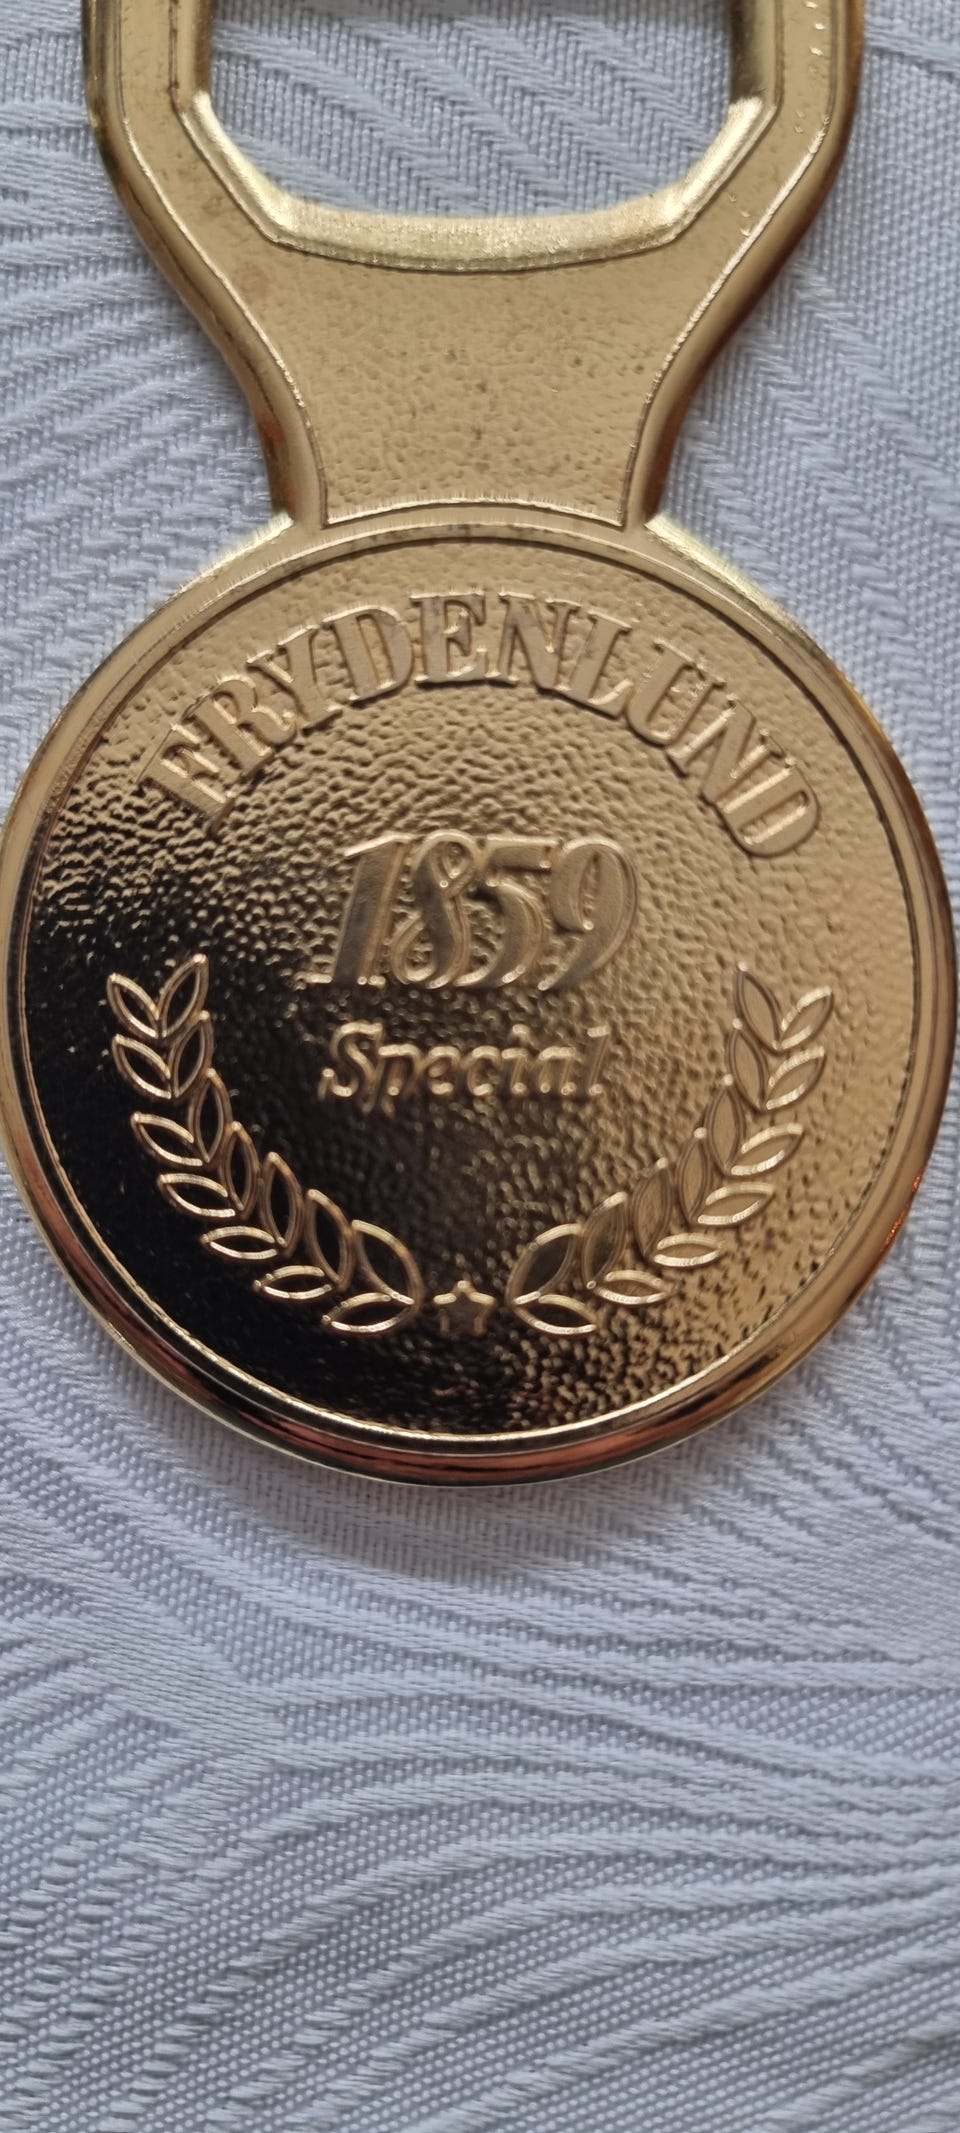 FRYDENLUND
1859
Special